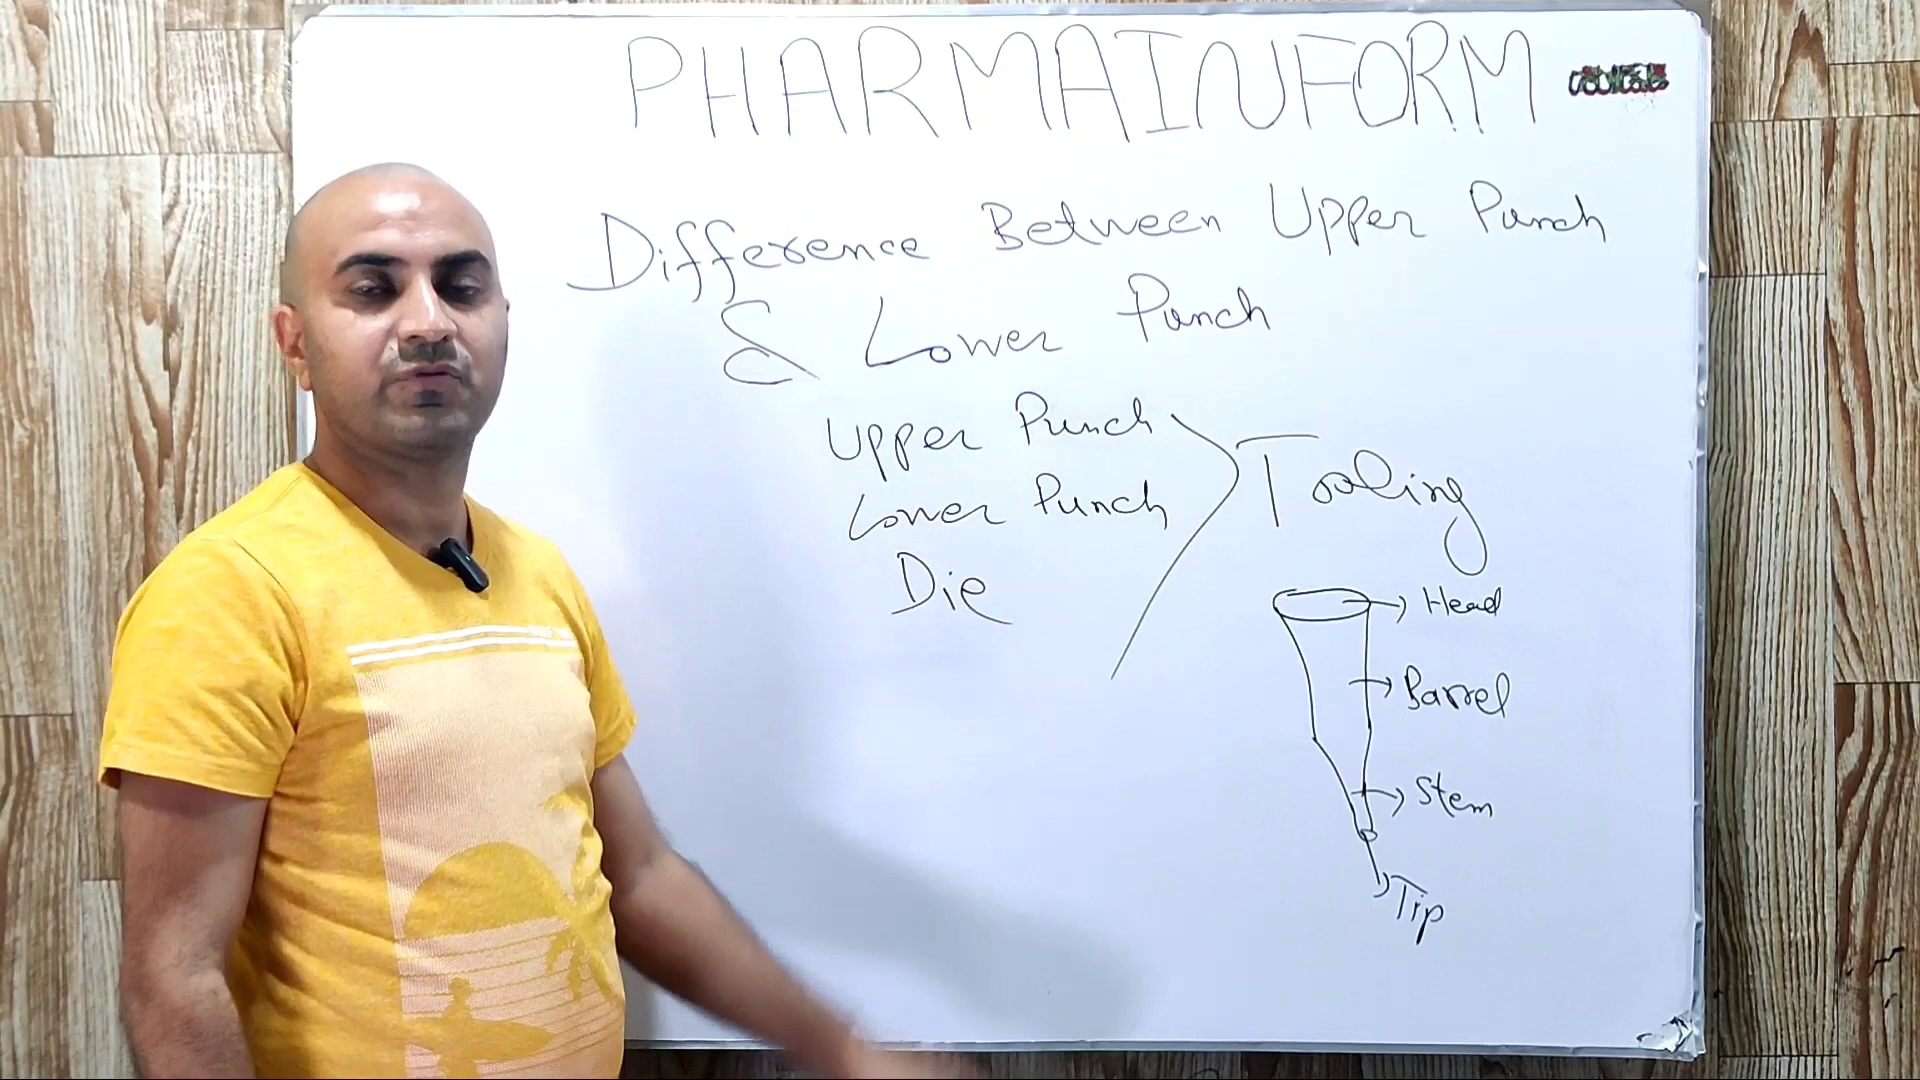 PHARMAINFORM
Difference Between Upper Punch
& Lower Punch
Upper Punch
Lower Punch
Die
Tooling
Head
Barrel
Stem
Tip